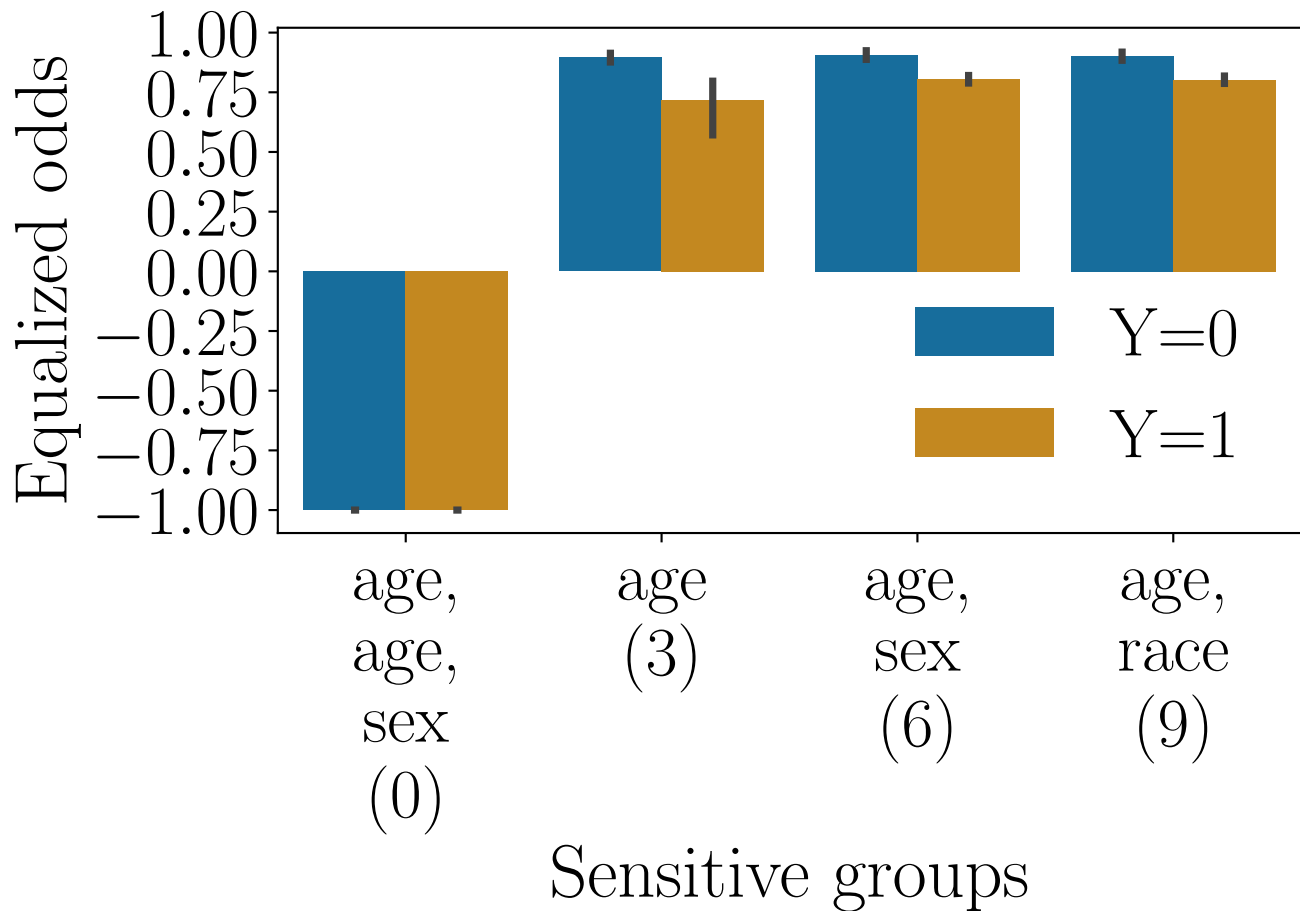 Equalized odds
1.00
0.75
0.50
0.25
0.00
−0.25
−0.50
−0.75
−1.00
Y=0
Y=1
age,
age,
sex
(0)
age
(3)
age,
sex
(6)
age,
race
(9)
Sensitive groups